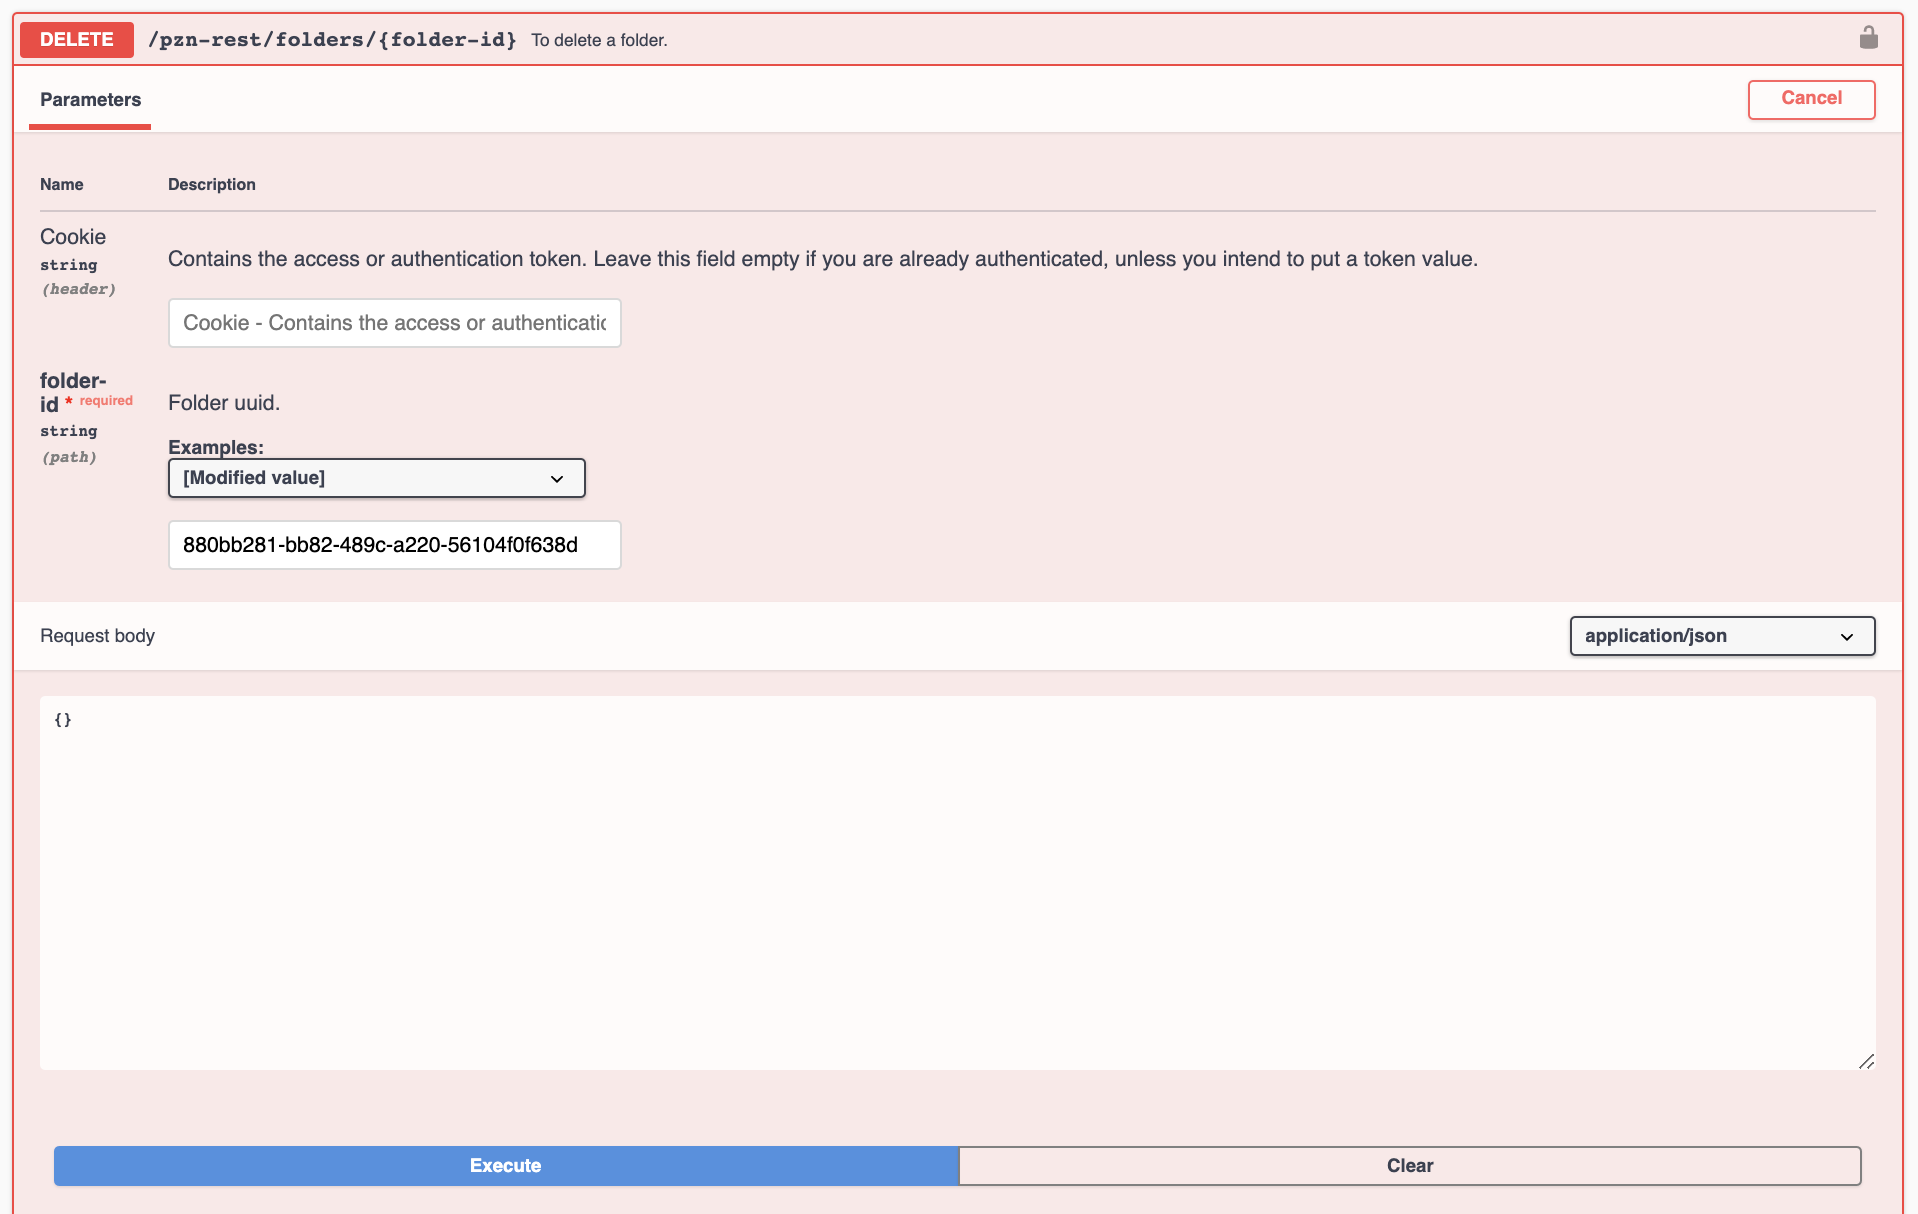 DELETE /pzn-rest/folders/{folder-id} To delete a folder.
Parameters
Cancel
Name Description
Cookie
string
(header)
Contains the access or authentication token. Leave this field empty if you are already authenticated, unless you intend to put a token value.
Cookie - Contains the access or authenticatic
folder-
id * required
string
(path)
Folder uuid.
Examples:
[Modified value]
880bb281-bb82-489c-a220-56104f0f638d
Request body
application/json
{}
Execute
Clear